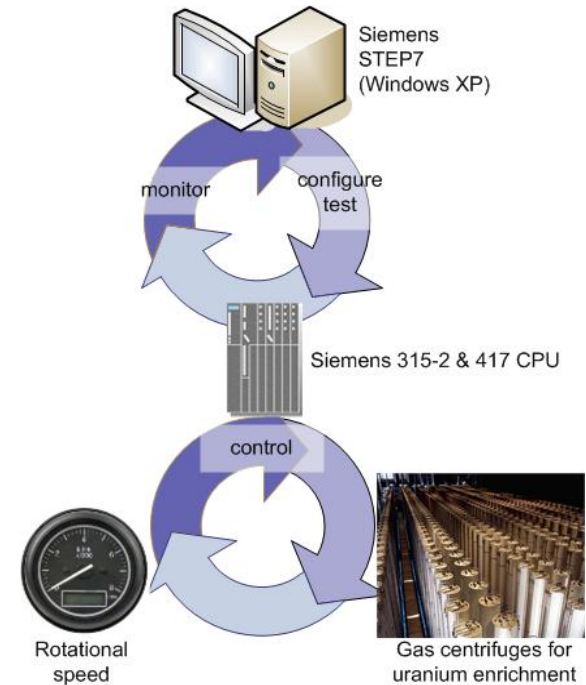 Siemens
STEP7
(Windows XP)
monitor
configure
test
Siemens 315-2 & 417 CPU
control
Rotational
speed
Gas centrifuges for
uranium enrichment